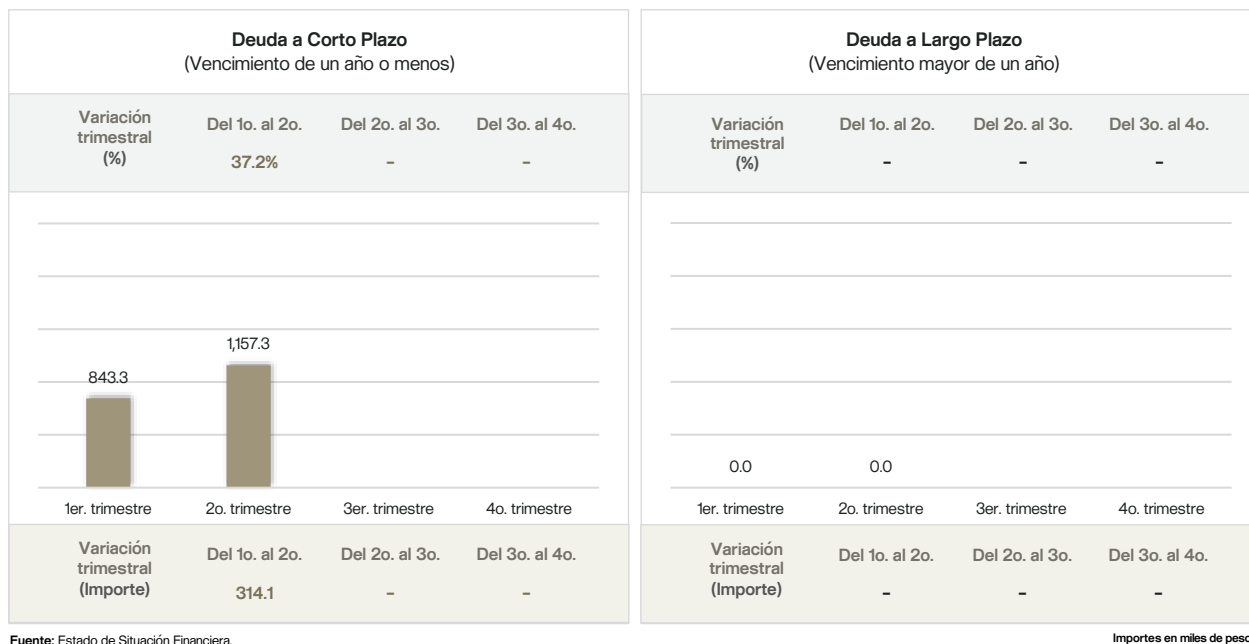 Deuda a Corto Plazo
(Vencimiento de un año o menos)
Variación
trimestral
(%)
Del 1o. al 2o.
Del 2o. al 3o.
Del 3o. al 4o.
37.2%
–
–
843.3
1,157.3
1er. trimestre
2o. trimestre
3er. trimestre
4o. trimestre
Variación
trimestral
(Importe)
Del 1o. al 2o.
Del 2o. al 3o.
Del 3o. al 4o.
314.1
–
–
Deuda a Largo Plazo
(Vencimiento mayor de un año)
Variación
trimestral
(%)
Del 1o. al 2o.
Del 2o. al 3o.
Del 3o. al 4o.
–
–
–
0.0
0.0
1er. trimestre
2o. trimestre
3er. trimestre
4o. trimestre
Variación
trimestral
(Importe)
Del 1o. al 2o.
Del 2o. al 3o.
Del 3o. al 4o.
–
–
–
Fuente: Estado de Situación Financiera.
Importes en miles de